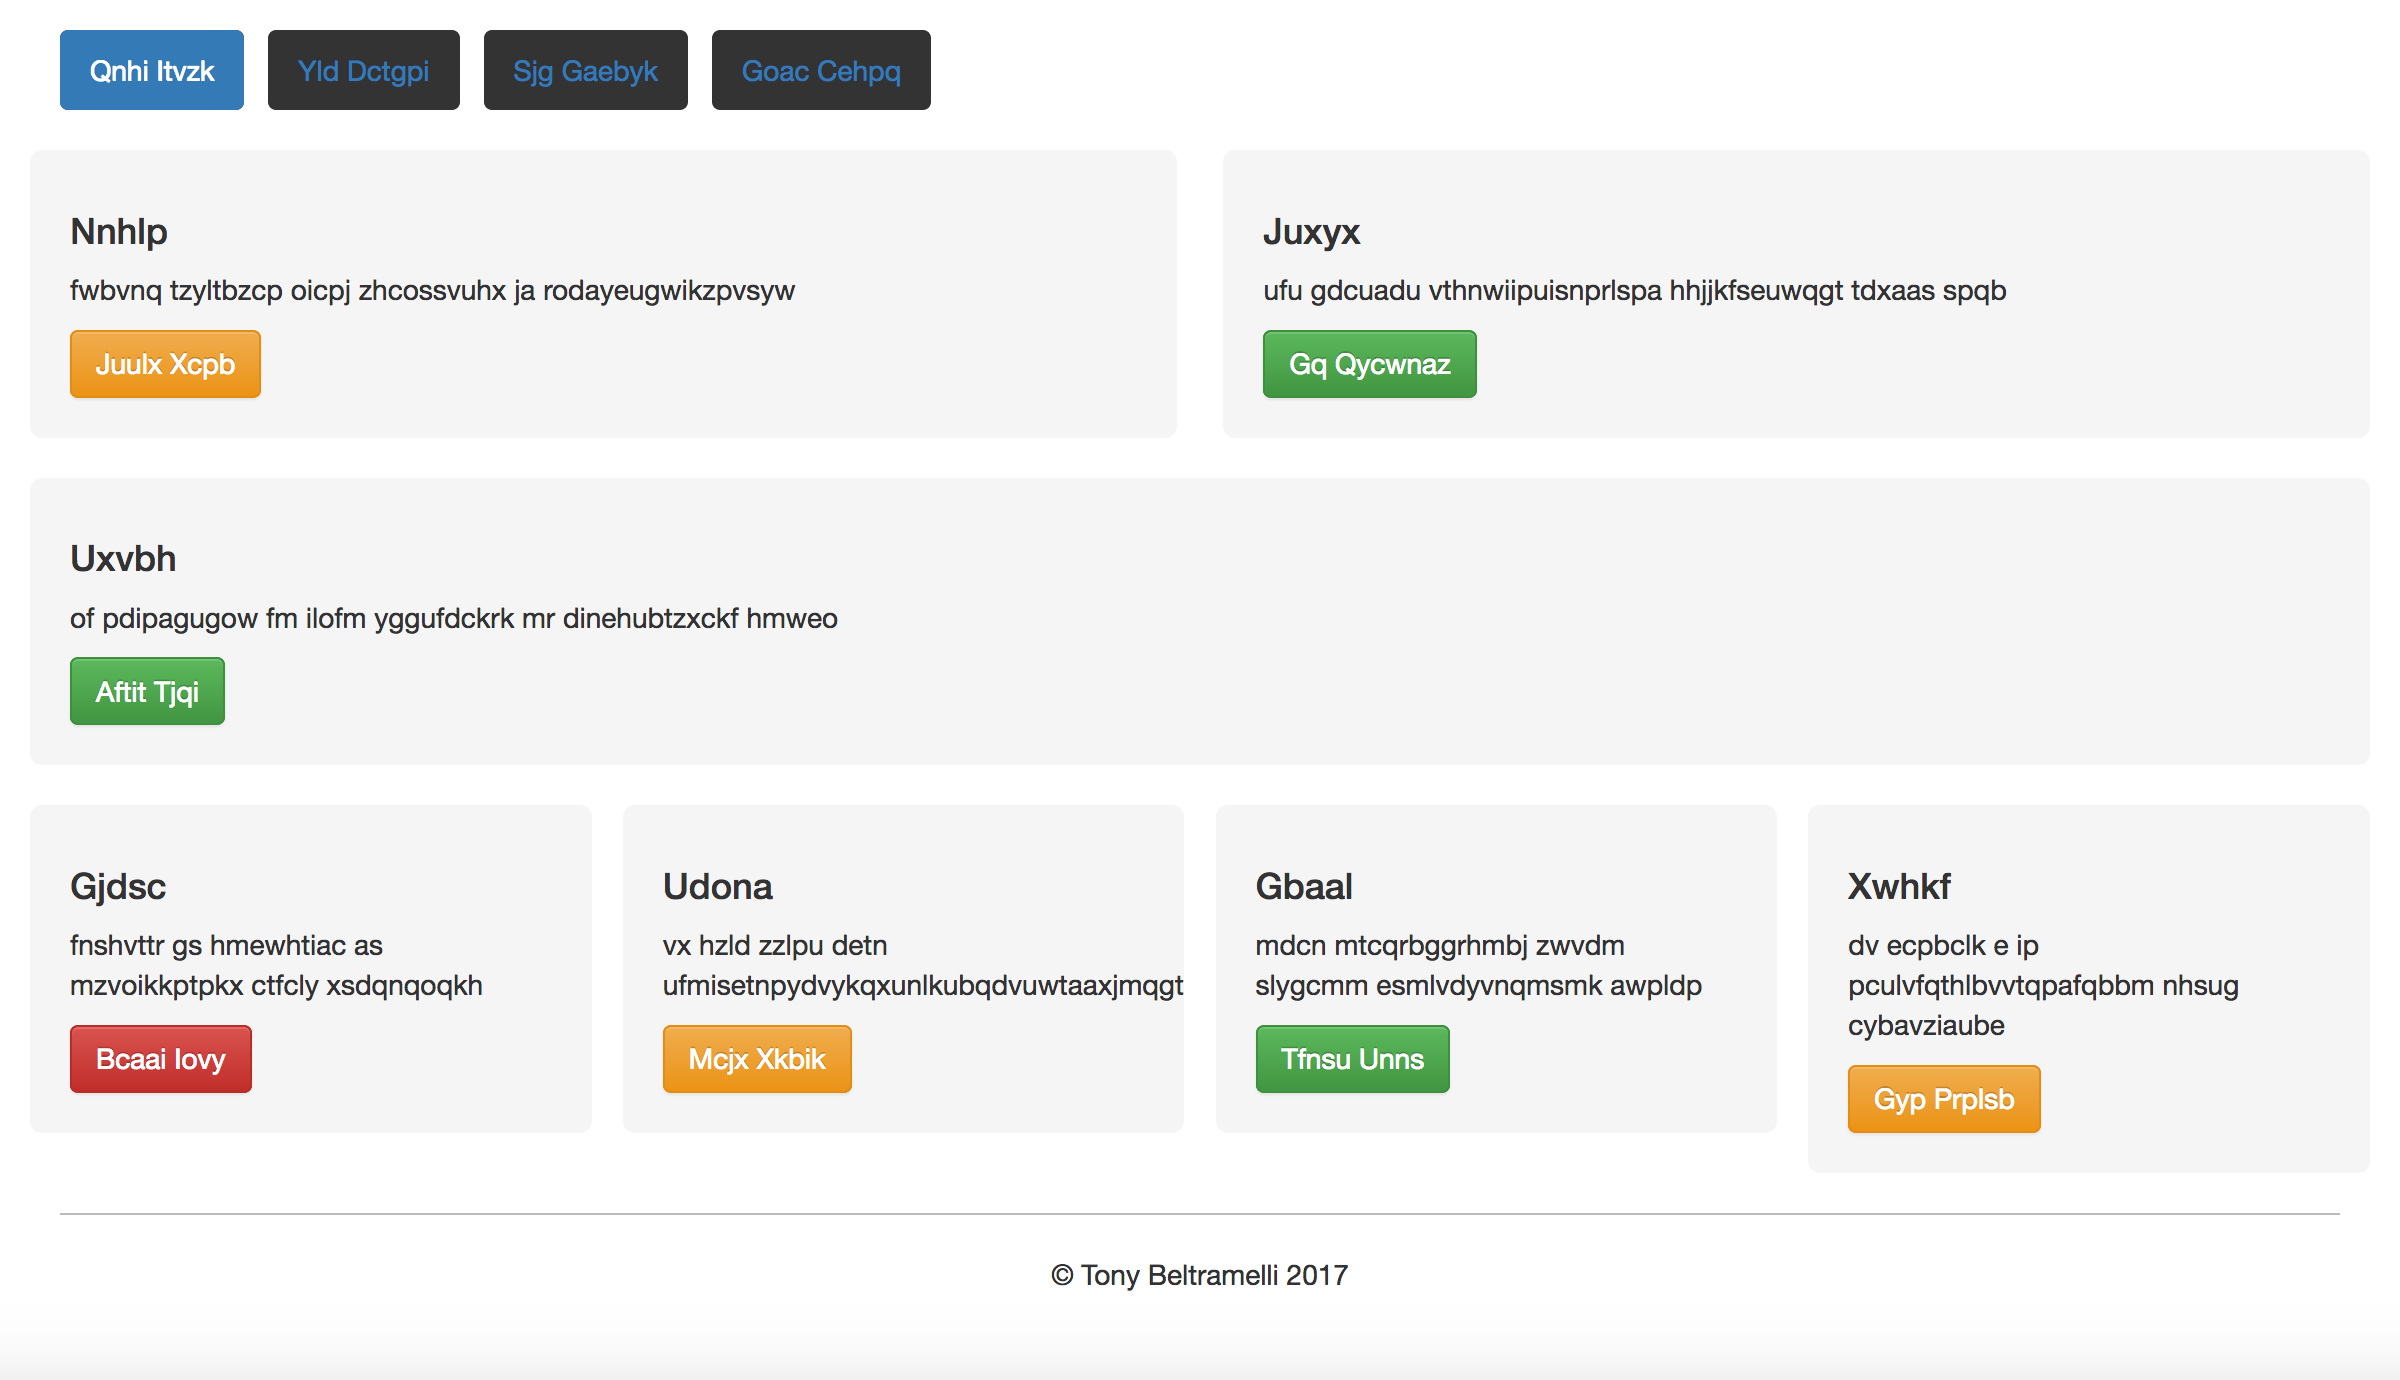 Qnhi Itvzk
Yld Dctgpi
Sjg Gaebyk
Goac Cehpq
Nnhlp
fwbvnq tzyltbzcp oicpj zhcossvuhx ja rodayeugwikzpvsyw
Juulx Xcpb
Juxyx
ufu gdcuadu vthnwiipuisnprlspa hhjjkfseuwqgt tdxaas spqb
Gq Qycwnaz
Uxvbh
of pdipagugow fm ilofm yggufdckrk mr dinehubtzxckf hmweo
Aftit Tjqi
Gjdsc
fnshvttr gs hmewhtiac as
mzvoikkptpkx ctfcly xsdqnqoqkh
Bcaai Iovy
Udona
vx hzld zzlpu detn
ufmisetnpydvykqxunlkubqdvuwtaaxjmqgt
Mcjx Xkbik
Gbaal
mdcn mtcqrbggrhmbj zwvdm
slygcmm esmlvdyvnqmsmk awpldp
Tfnsu Unns
Xwhkf
dv ecpbclk e ip
pculvfqthlbvvtqpafqbbm nhsug
cybavziaube
Gyp Prplsb
© Tony Beltramelli 2017